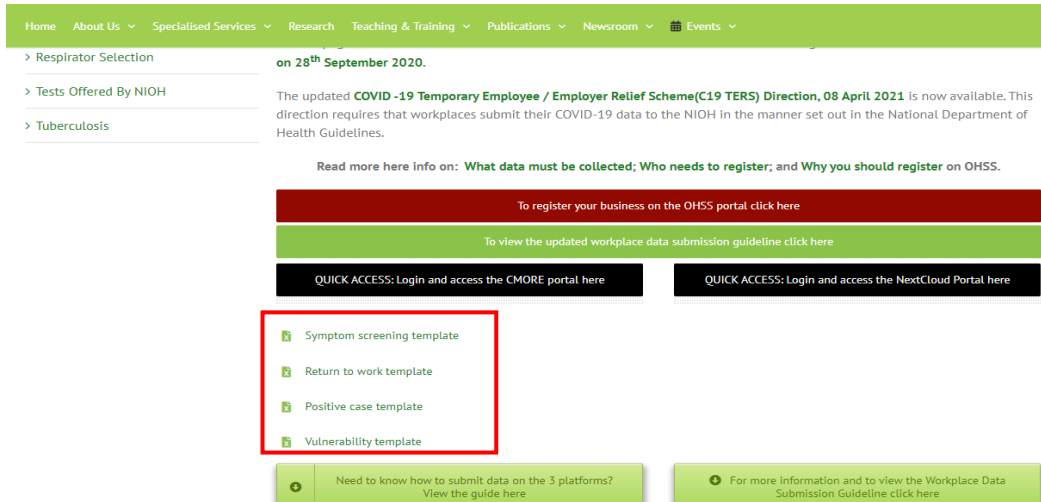 Home About Us Specialised Services Research Teaching & Training Publications Newsroom Events
> Respirator Selection
> Tests Offered By NIOH
> Tuberculosis
on 28th September 2020.
The updated COVID -19 Temporary Employee / Employer Relief Scheme(C19 TERS) Direction, 08 April 2021 is now available. This
direction requires that workplaces submit their COVID-19 data to the NIOH in the manner set out in the National Department of
Health Guidelines.
Read more here info on: What data must be collected; Who needs to register; and Why you should register on OHSS.
To register your business on the OHSS portal click here
To view the updated workplace data submission guideline click here
QUICK ACCESS: Login and access the CMORE portal here
QUICK ACCESS: Login and access the NextCloud Portal here
Symptom screening template
Return to work template
Positive case template
Vulnerability template
Need to know how to submit data on the 3 platforms?
View the guide here
For more information and to view the Workplace Data
Submission Guideline click here